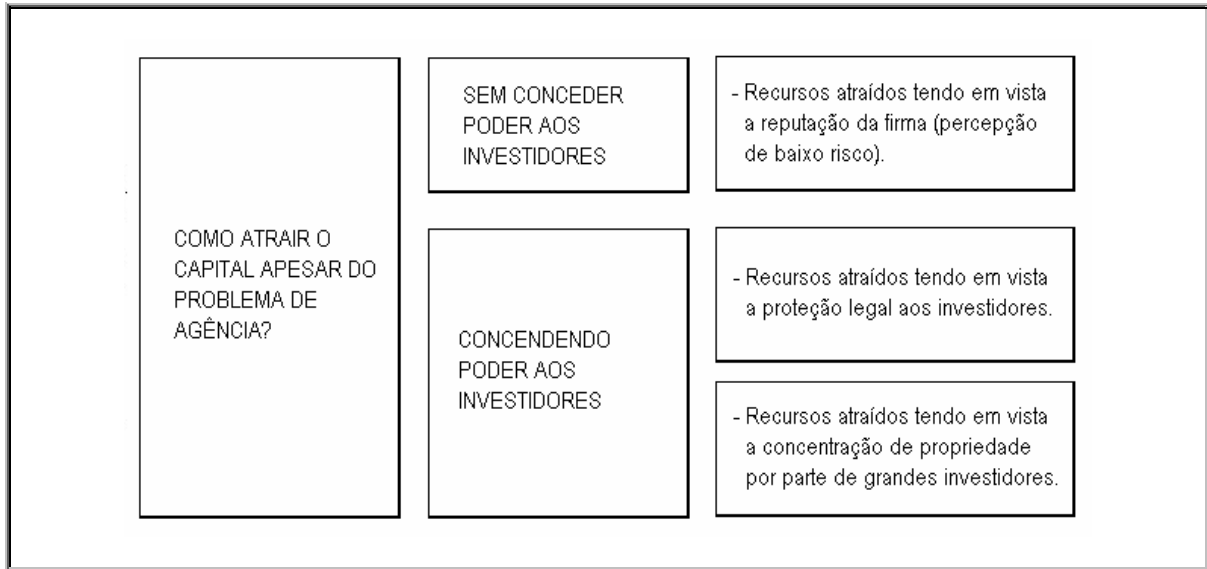 COMO ATRAIR O
CAPITAL APESAR DO
PROBLEMA DE
AGÊNCIA?
SEM CONCEDER
PODER AOS
INVESTIDORES
- Recursos atraídos tendo em vista
a reputação da firma (percepção
de baixo risco).
CONCENDENDO
PODER AOS
INVESTIDORES
- Recursos atraídos tendo em vista
a proteção legal aos investidores.
- Recursos atraídos tendo em vista
a concentração de propriedade
por parte de grandes investidores.